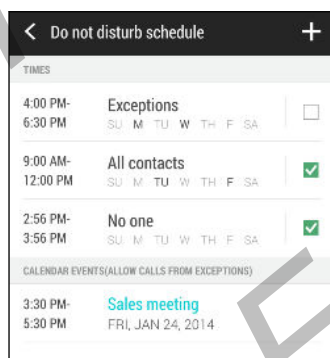 Do not disturb schedule
TIMES
4:00 PM- Exceptions
6:30 PM SU M TU W TH F SA
9:00 AM- All contacts
12:00 PM SU M TU W TH F SA
2:56 PM- No one
3:56 PM SU M TU W TH F SA
CALENDAR EVENTS(ALLOW CALLS FROM EXCEPTIONS)
3:30 PM- Sales meeting
5:30 PM FRI, JAN 24, 2014